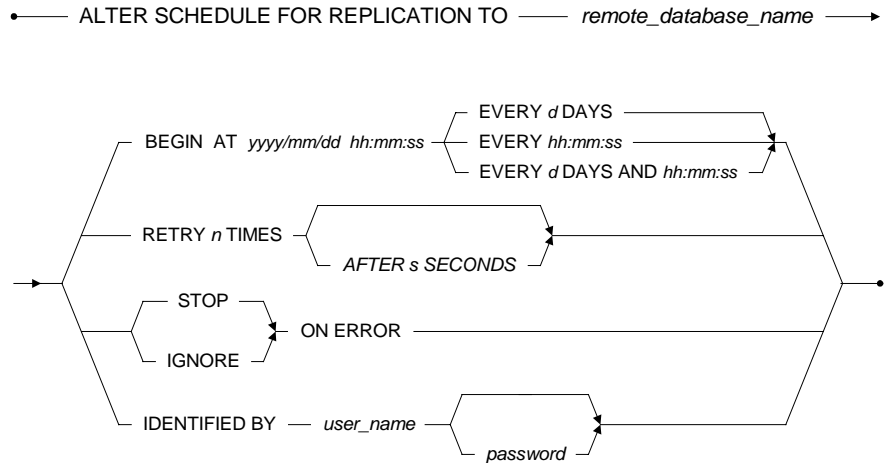 ALTER SCHEDULE FOR REPLICATION TO remote_database_name
BEGIN AT yyyy/mm/dd hh:mm:ss
EVERY d DAYS
EVERY hh:mm:ss
EVERY d DAYS AND hh:mm:ss
RETRY n TIMES
AFTER s SECONDS
STOP
IGNORE
ON ERROR
IDENTIFIED BY user_name
password